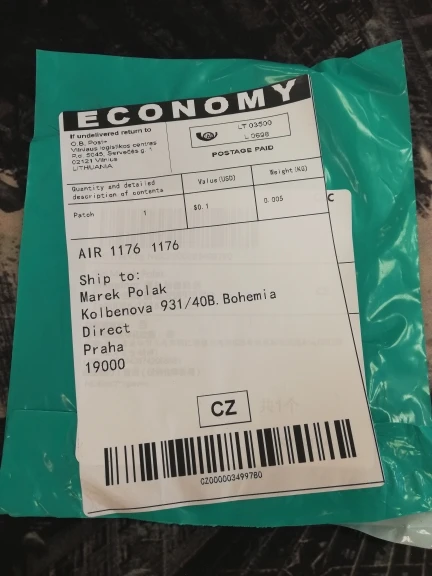 ECONOMY
If undelivered return to
O.B. Post-
Vilniaus logistikos centras
P.o. 5045, Serveses g. 1
02121 Vilnius
LITHUANIA
LT 03500
L 0698
POSTAGE PAID
Quantity and detailed description of contents
Value(USD)
Weight(KG)
Patch 1
$0.1
0.005
C
AIR 1176 1176
Ship to:
Marek Polak
Kolbenova 931/40B.Bohemia
Direct
Praha
19000
CZ
CZ000003499780